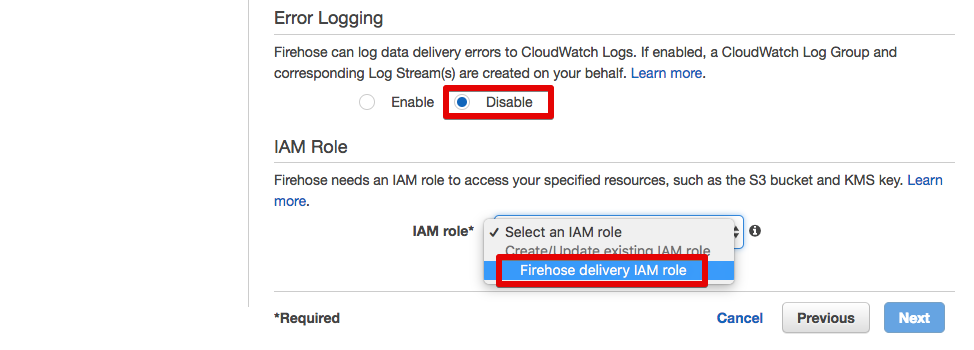 Error Logging
Firehose can log data delivery errors to CloudWatch Logs. If enabled, a CloudWatch Log Group and
corresponding Log Stream(s) are created on your behalf. Learn more.
Enable Disable
IAM Role
Firehose needs an IAM role to access your specified resources, such as the S3 bucket and KMS key. Learn
more.
IAM role* ✓ Select an IAM role
Create/Update existing IAM role
Firehose delivery IAM role
*Required Cancel Previous Next